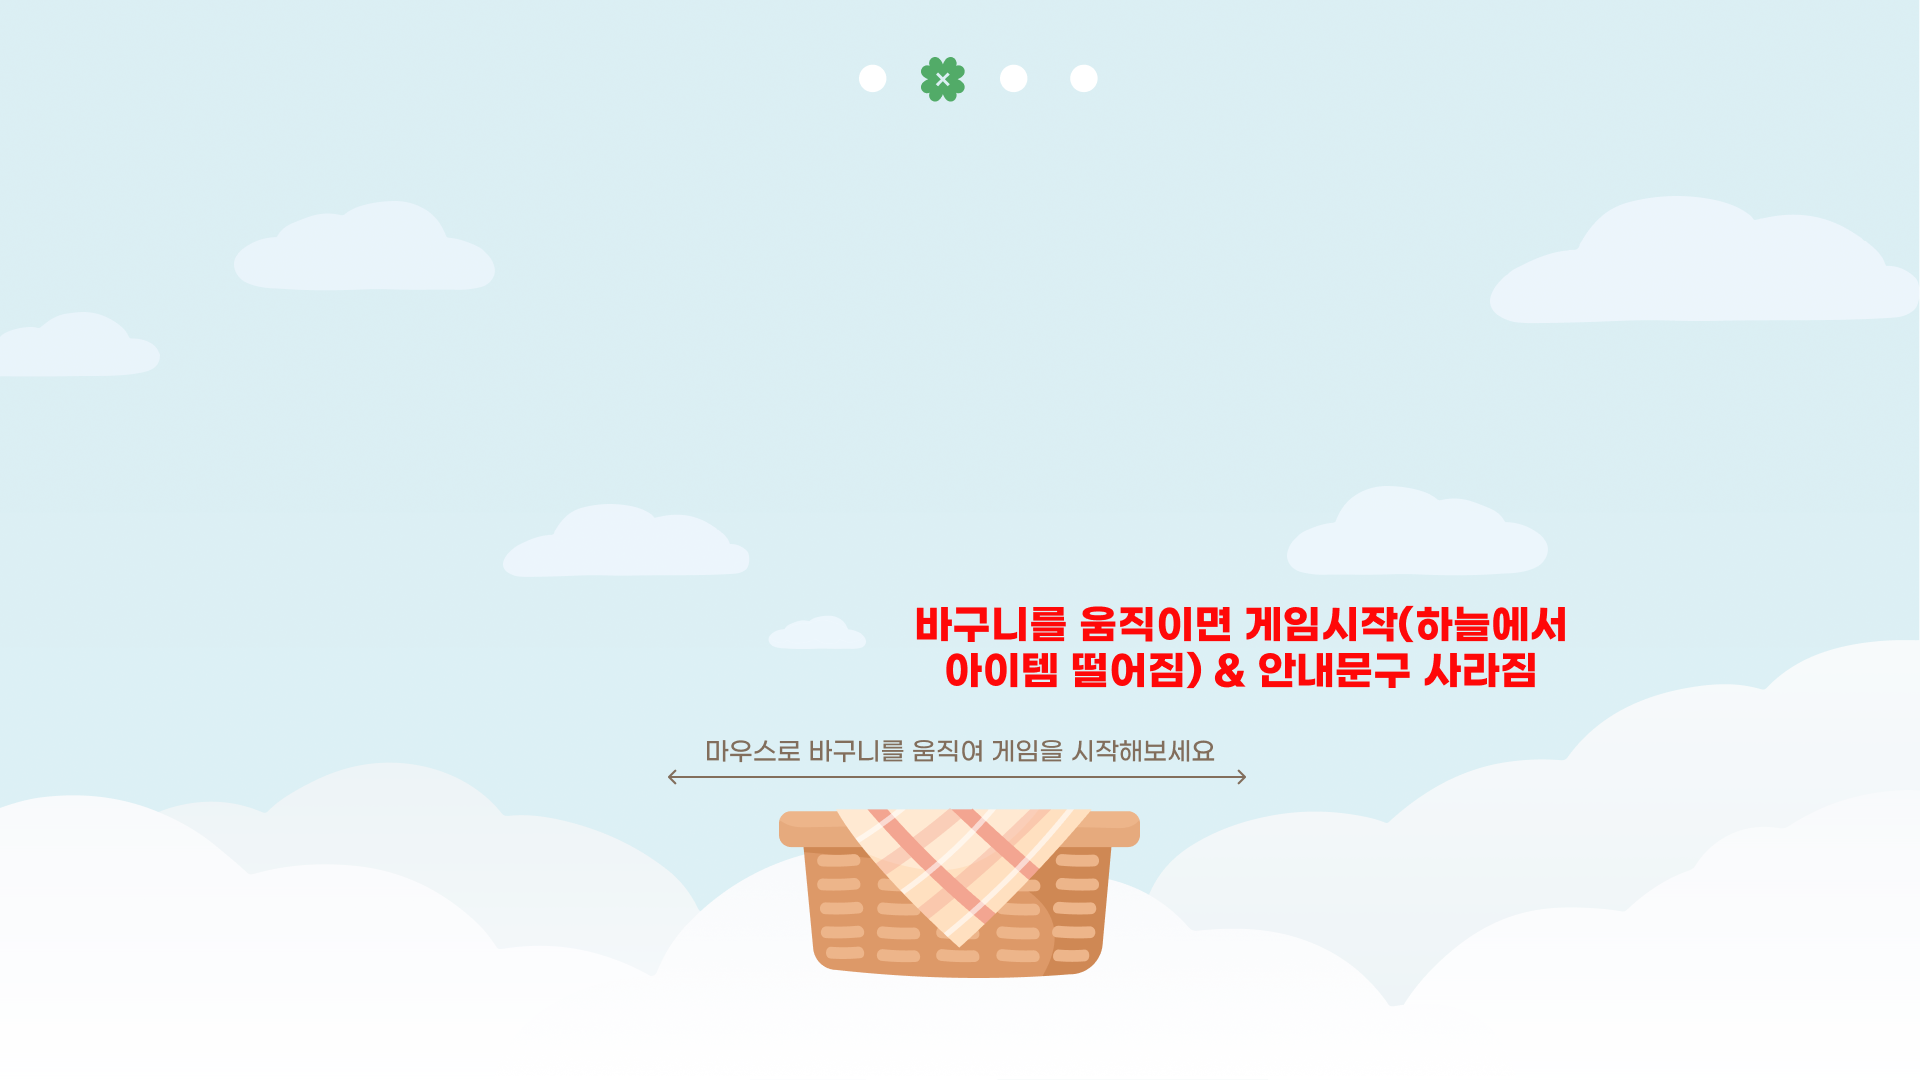 바구니를 움직이면 게임시작(하늘에서
아이템 떨어짐) & 안내문구 사라짐
마우스로 바구니를 움직여 게임을 시작해보세요